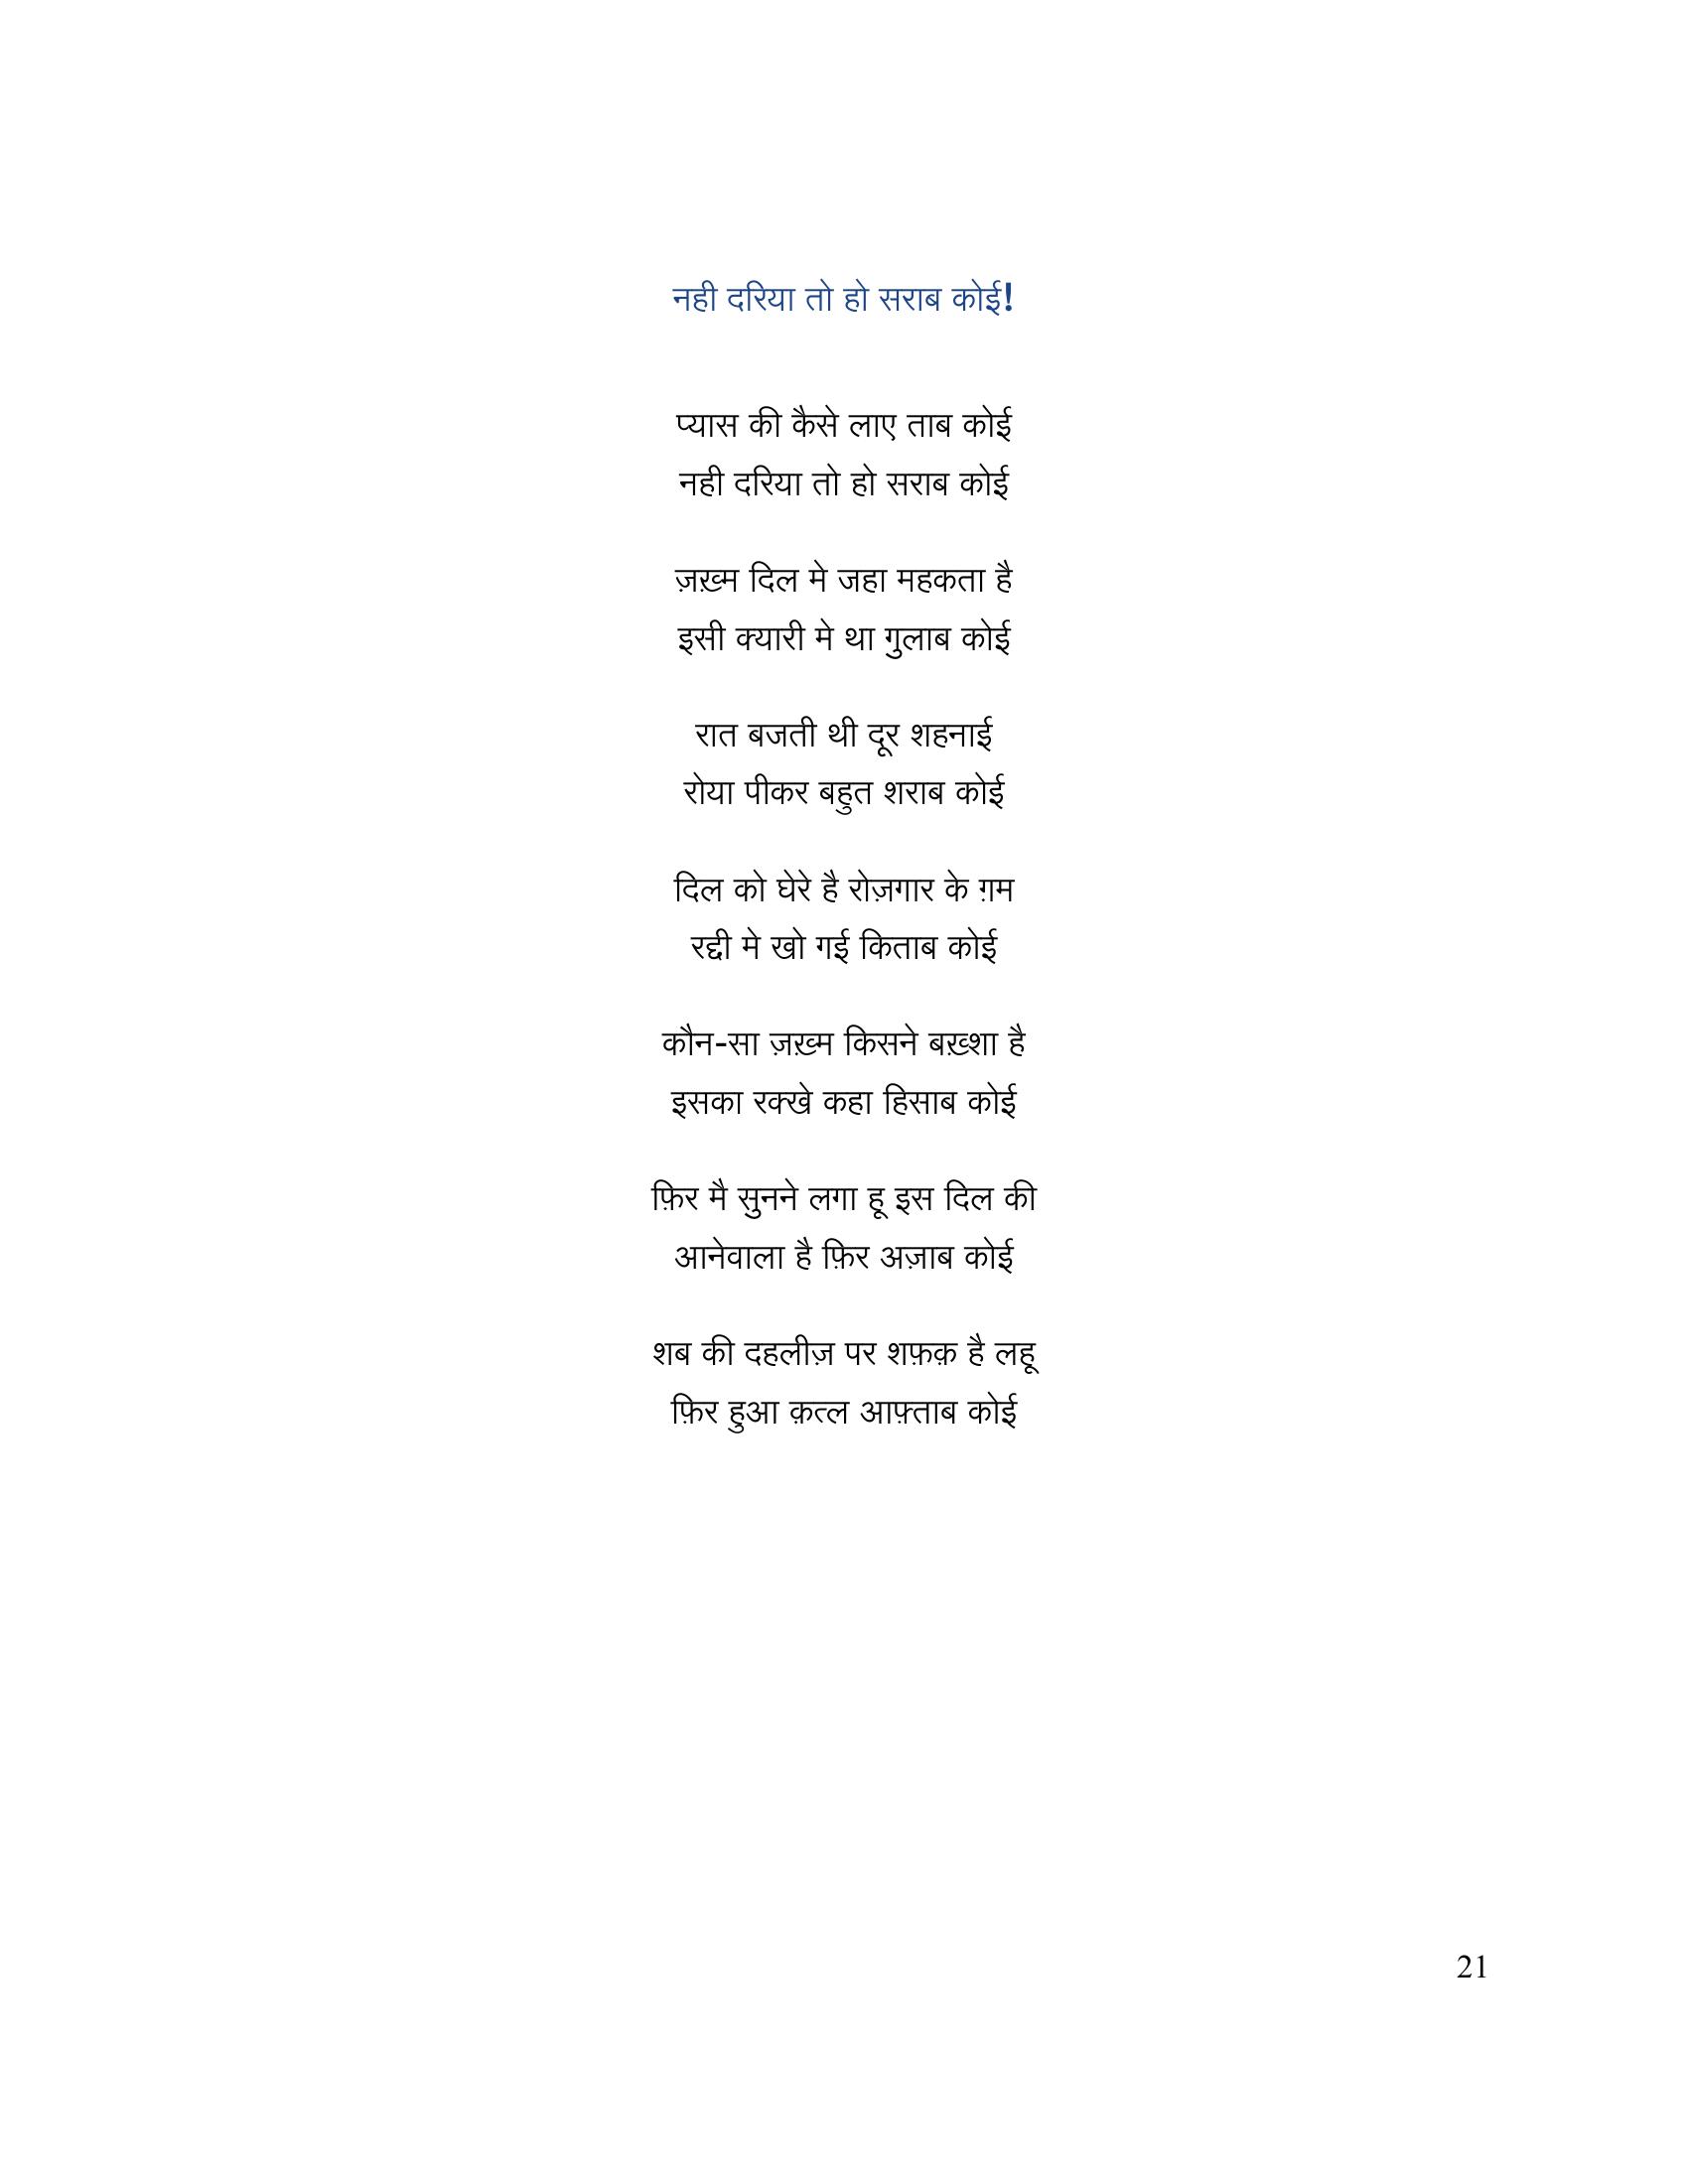 नही दरिया तो हो सराब कोई!
प्यास की कैसे लाए ताब कोई
नही दरिया तो हो सराब कोई
ज़ख़्म दिल मे जहा महकता है
इसी क्यारी मे था गुलाब कोई
रात बजती थी दूर शहनाई
रोया पीकर बहुत शराब कोई
दिल को घेरे है रोज़गार के ग़म
रद्दी मे खो गई किताब कोई
कौन-सा ज़ख़्म किसने बख़्शा है
इसका रक्खे कहा हिसाब कोई
फ़िर मै सुनने लगा हू इस दिल की
आनेवाला है फ़िर अज़ाब कोई
शब की दहलीज़ पर शफ़क़ है लहू
फ़िर हुआ क़त्ल आफ़्ताब कोई
21